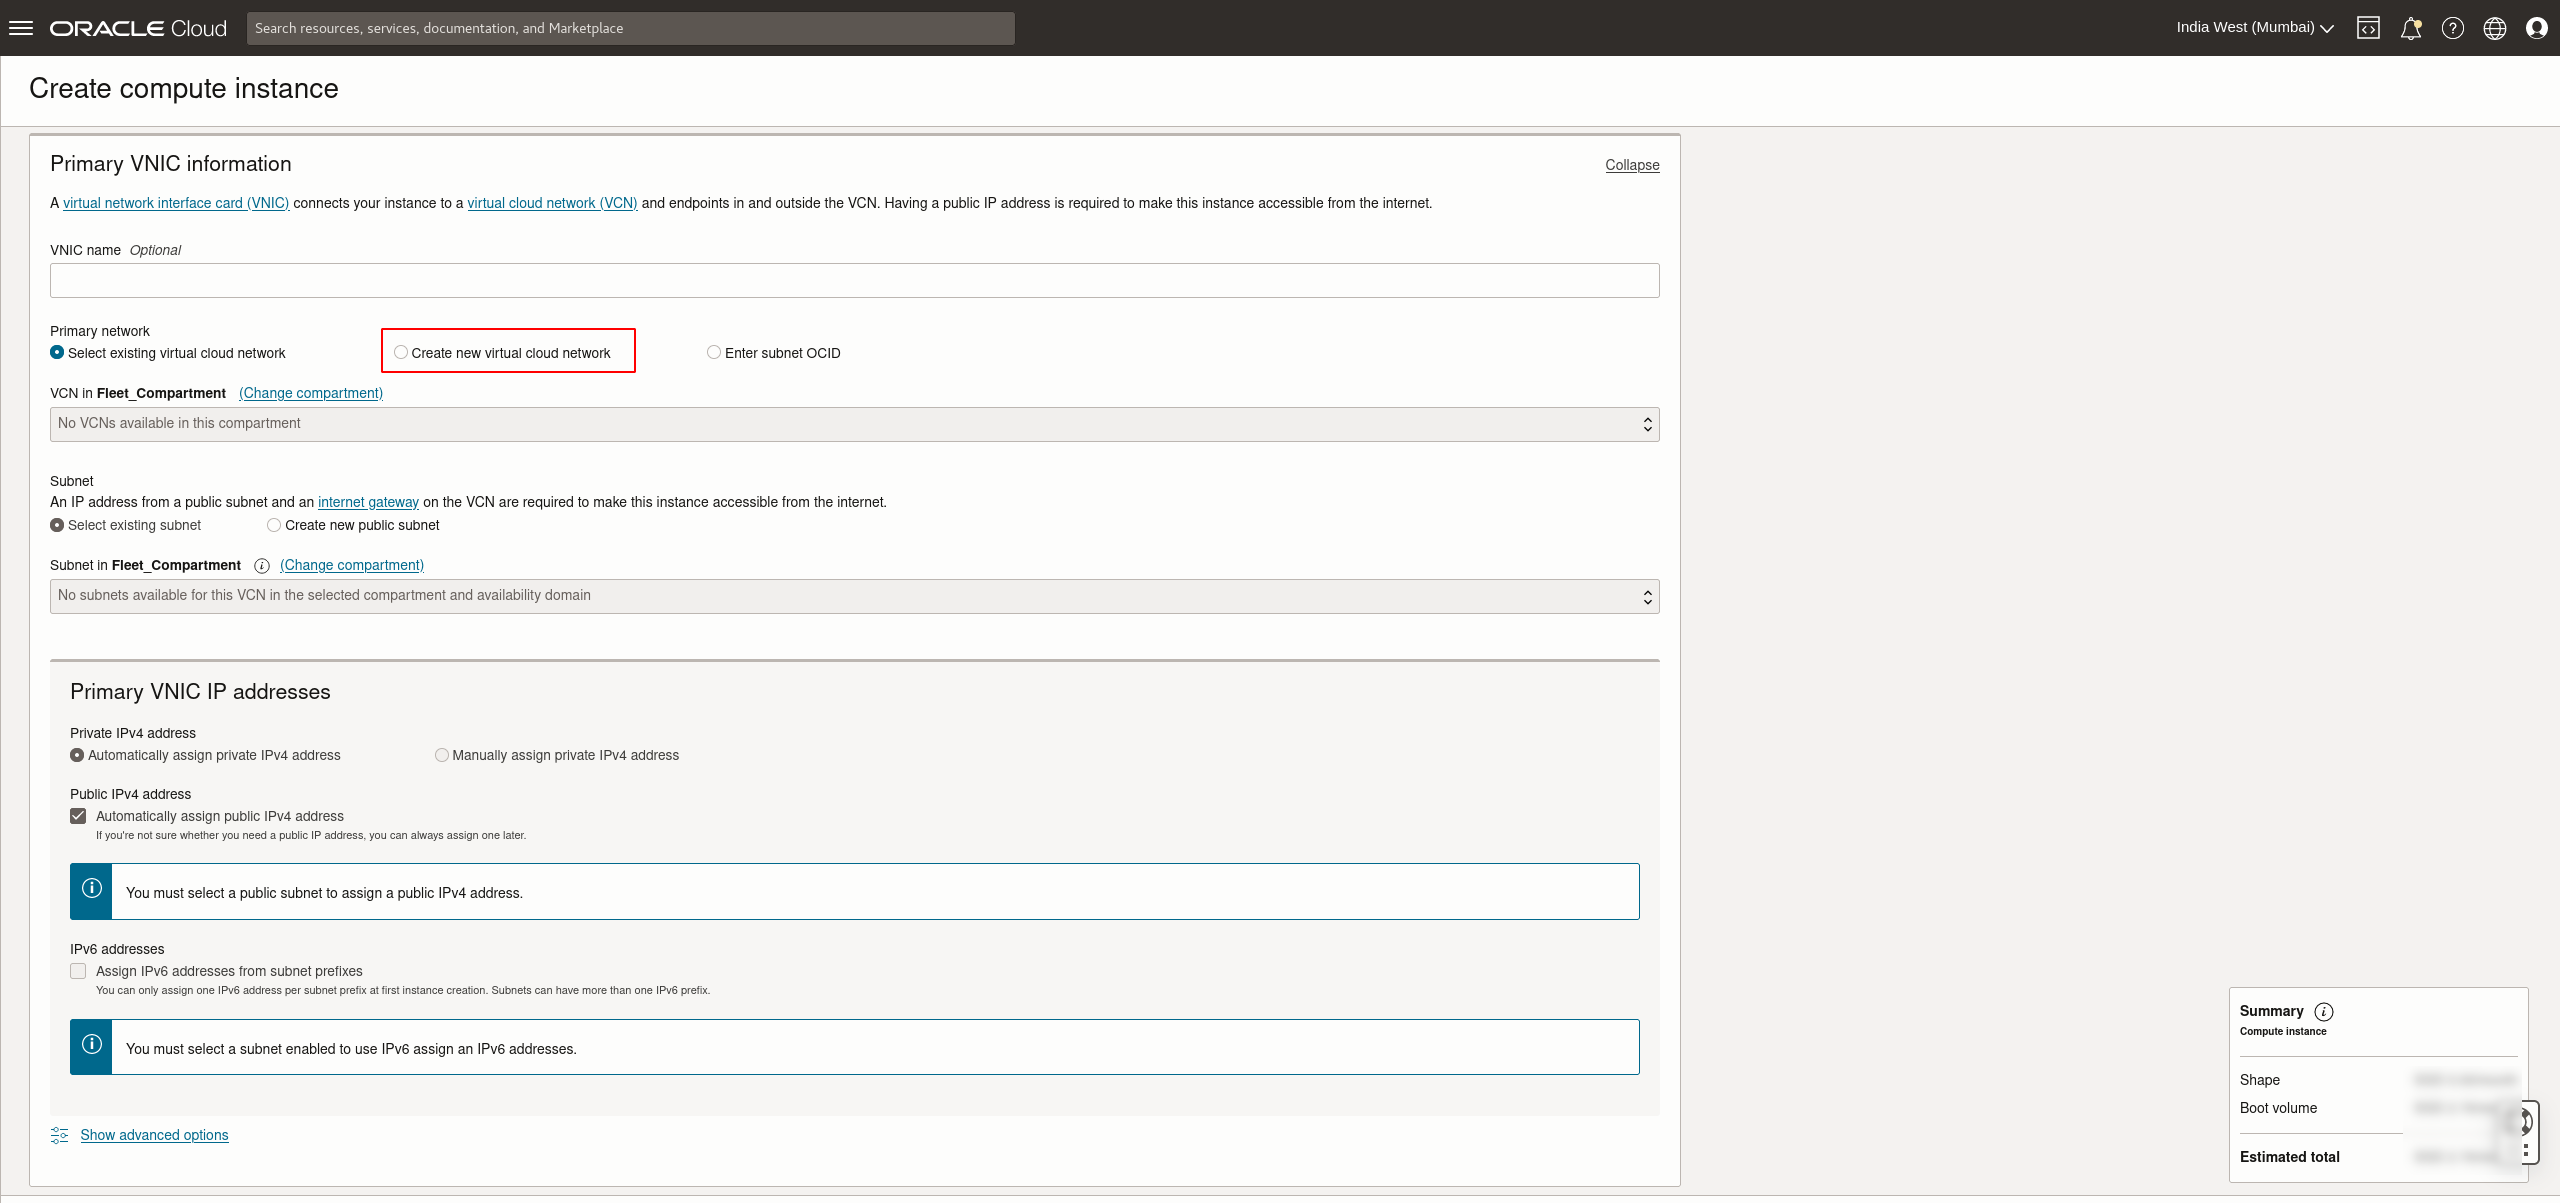 ORACLE Cloud
Search resources, services, documentation, and Marketplace
India West (Mumbai)
Create compute instance
Primary VNIC information
Collapse
A virtual network interface card (VNIC) connects your instance to a virtual cloud network (VCN) and endpoints in and outside the VCN. Having a public IP address is required to make this instance accessible from the internet.
VNIC name Optional
Primary network
Select existing virtual cloud network Create new virtual cloud network Enter subnet OCID
VCN in Fleet_Compartment (Change compartment)
No VCNs available in this compartment
Subnet
An IP address from a public subnet and an internet gateway on the VCN are required to make this instance accessible from the internet.
Select existing subnet Create new public subnet
Subnet in Fleet_Compartment (Change compartment)
No subnets available for this VCN in the selected compartment and availability domain
Primary VNIC IP addresses
Private IPv4 address
Automatically assign private IPv4 address Manually assign private IPv4 address
Public IPv4 address
Automatically assign public IPv4 address
If you're not sure whether you need a public IP address, you can always assign one later.
You must select a public subnet to assign a public IPv4 address.
IPv6 addresses
Assign IPv6 addresses from subnet prefixes
You can only assign one IPv6 address per subnet prefix at first instance creation. Subnets can have more than one IPv6 prefix.
You must select a subnet enabled to use IPv6 assign an IPv6 addresses.
Show advanced options
Summary
Compute instance
Shape
Boot volume
Estimated total